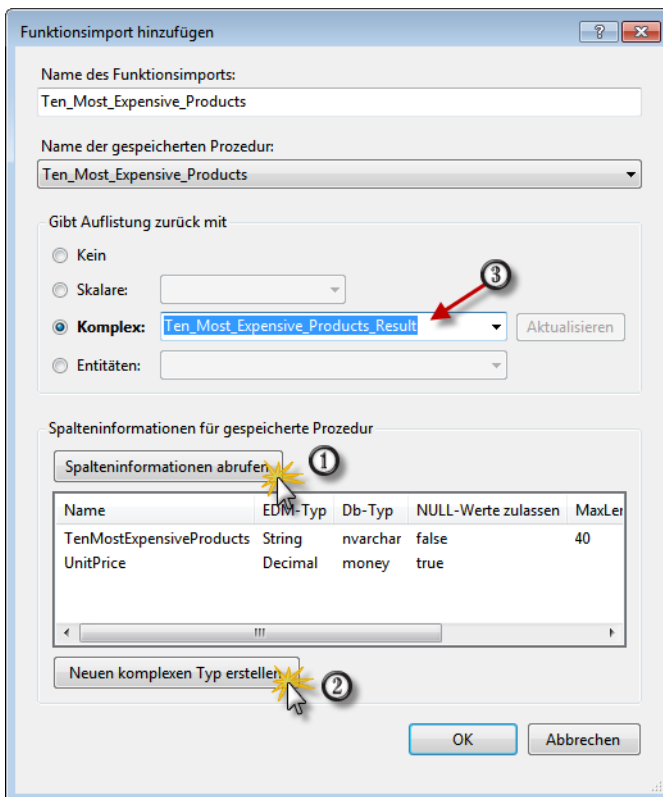 Funktionsimport hinzufügen
Name des Funktionsimports:
Ten_Most_Expensive_Products
Name der gespeicherten Prozedur:
Ten_Most_Expensive_Products
Gibt Auflistung zurück mit
Kein
Skalare:
3
Komplex: Ten_Most_Expensive_Products_Result Aktualisieren
Entitäten:
Spalteninformationen für gespeicherte Prozedur
Spalteninformationen abrufen 1
Name EDM-Typ Db-Typ NULL-Werte zulassen MaxLer
TenMostExpensiveProducts String nvarchar false 40
UnitPrice Decimal money true
Neuen komplexen Typ erstellen 2
OK Abbrechen